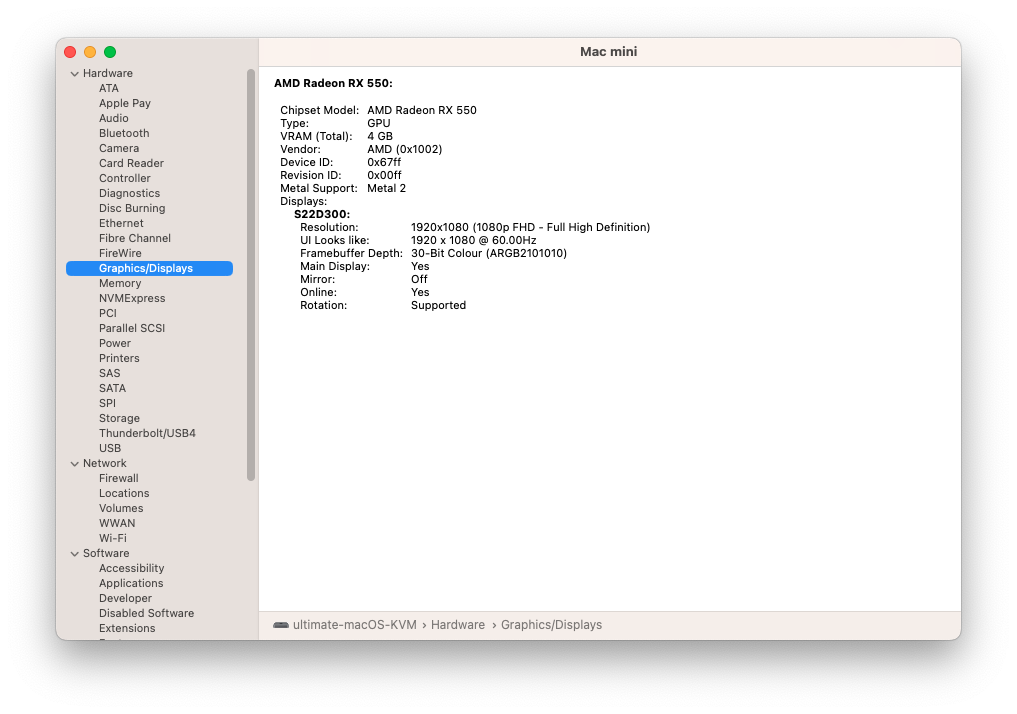 Mac mini
Hardware
ATA
Apple Pay
Audio
Bluetooth
Camera
Card Reader
Controller
Diagnostics
Disc Burning
Ethernet
Fibre Channel
FireWire
Graphics/Displays
Memory
NVMExpress
PCI
Parallel SCSI
Power
Printers
SAS
SATA
SPI
Storage
Thunderbolt/USB4
USB
Network
Firewall
Locations
Volumes
WWAN
Wi-Fi
Software
Accessibility
Applications
Developer
Disabled Software
Extensions
AMD Radeon RX 550:
Chipset Model: AMD Radeon RX 550
Type: GPU
VRAM (Total): 4 GB
Vendor: AMD (0x1002)
Device ID: 0x67ff
Revision ID: 0x00ff
Metal Support: Metal 2
Displays:
S22D300:
Resolution: 1920x1080 (1080p FHD - Full High Definition)
UI Looks like: 1920 x 1080 @ 60.00Hz
Framebuffer Depth: 30-Bit Colour (ARGB2101010)
Main Display: Yes
Mirror: Off
Online: Yes
Rotation: Supported
ultimate-macOS-KVM › Hardware › Graphics/Displays